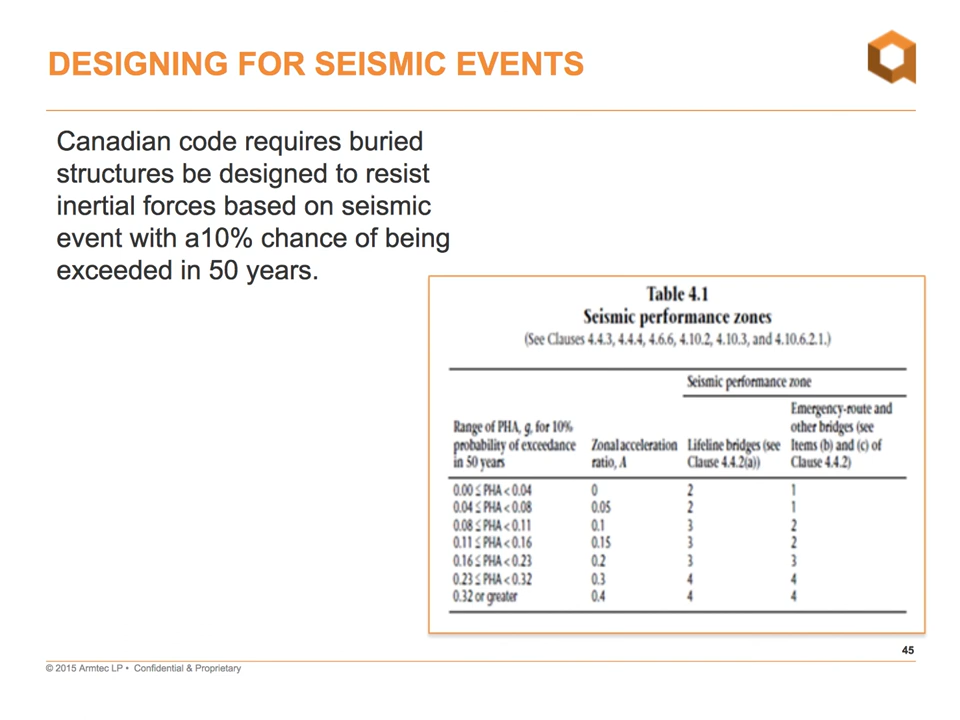 DESIGNING FOR SEISMIC EVENTS
Canadian code requires buried
structures be designed to resist
inertial forces based on seismic
event with a10% chance of being
exceeded in 50 years.
Table 4.1
Seismic performance zones
(See Clauses 4.4.3, 4.4.4, 4.6.6, 4.10.2, 4.10.3, and 4.10.6.2.1.)
Seismic performance zone
Range of PHA, g, for 10%
probability of exceedance
in 50 years
Zonal acceleration
ratio, A
Lifeline bridges (see
Clause 4.4.2(a))
Emergency-route and
other bridges (see
Items (b) and (c) of
Clause 4.4.2)
0.00 ≤ PHA < 0.04 0 2 1
0.04 ≤ PHA < 0.08 0.05 2 1
0.08 ≤ PHA < 0.11 0.1 3 2
0.11 ≤ PHA < 0.16 0.15 3 2
0.16 ≤ PHA < 0.23 0.2 3 3
0.23 ≤ PHA < 0.32 0.3 4 4
0.32 or greater 0.4 4 4
45
© 2015 Armtec LP • Confidential & Proprietary